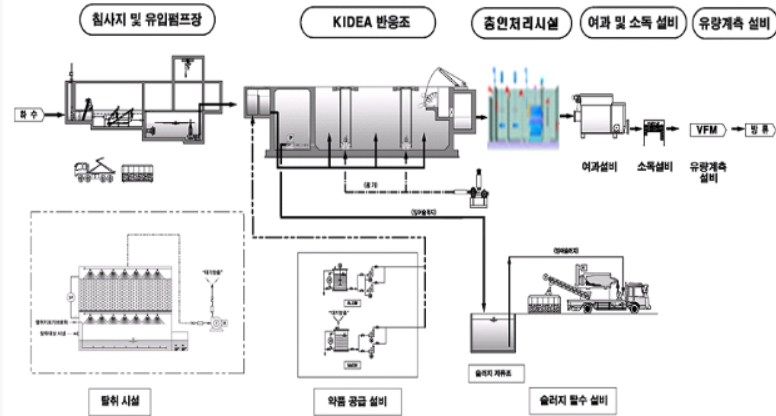 침사지 및 유입펌프장
KIDEA 반응조
총인처리시설
여과 및 소독 설비
유량계측 설비
하 수
VFM
방 류
여과설비
소독설비
유량계측
설비
(공 기)
(잉여슬러지)
(잉여슬러지)
"대기방출"
"대기방출"
슬러지 저류조
탈취 시설
약품 공급 설비
슬러지 탈수 설비